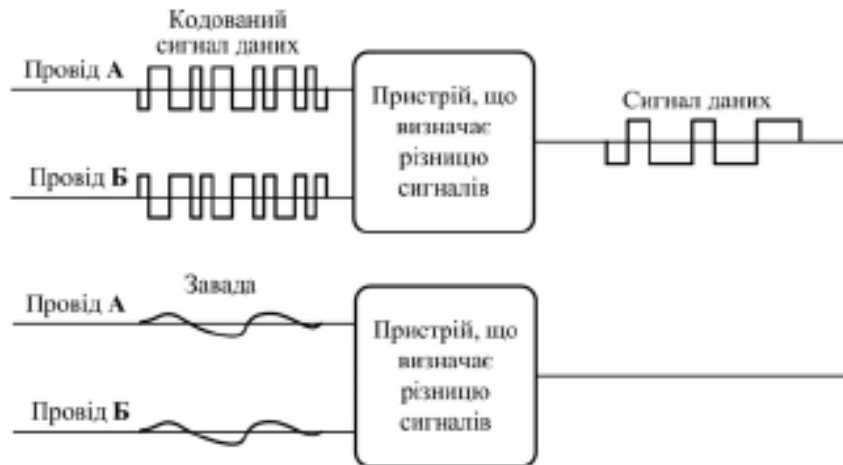 Кодований
сигнал даних
Провід А
Пристрій, що
визначає
різницю
сигналів
Сигнал даних
Провід Б
Завада
Провід А
Пристрій, що
визначає
різницю
сигналів
Провід Б